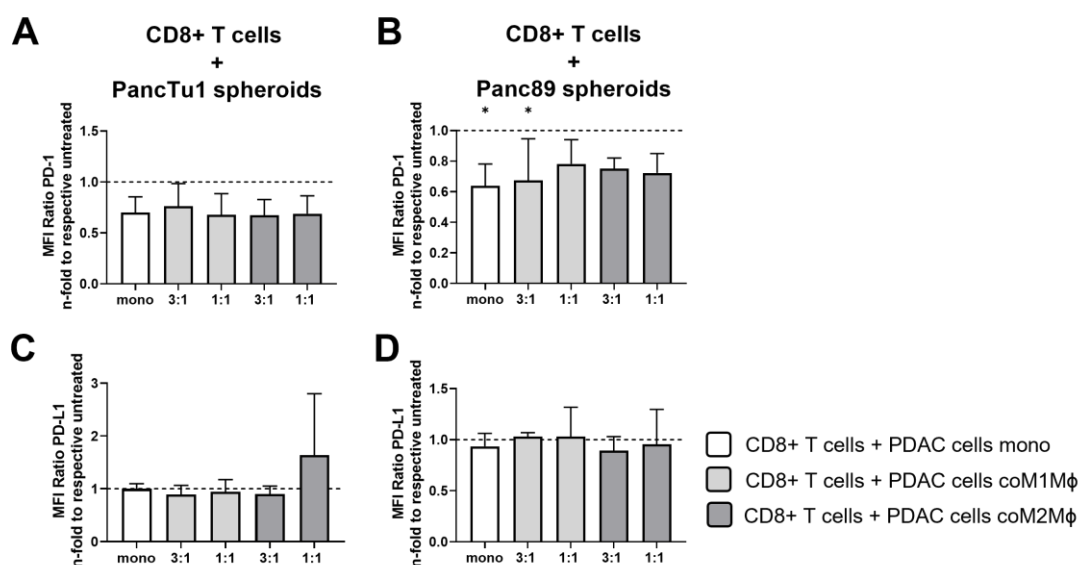 A
CD8+ T cells
+
PancTu1 spheroids
MFI Ratio PD-1
n-fold to respective untreated
1.5
1.0
0.5
0.0
mono 3:1 1:1 3:1 1:1
B
CD8+ T cells
+
Panc89 spheroids
* *
MFI Ratio PD-1
n-fold to respective untreated
1.0
0.8
0.6
0.4
0.2
0.0
mono 3:1 1:1 3:1 1:1
C
MFI Ratio PD-L1
n-fold to respective untreated
3
2
1
0
mono 3:1 1:1 3:1 1:1
D
MFI Ratio PD-L1
n-fold to respective untreated
1.5
1.0
0.5
0.0
mono 3:1 1:1 3:1 1:1
CD8+ T cells + PDAC cells mono
CD8+ T cells + PDAC cells coM1Mϕ
CD8+ T cells + PDAC cells coM2Mϕ